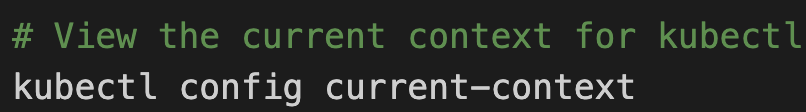 # View the current context for kubectl
kubectl config current-context